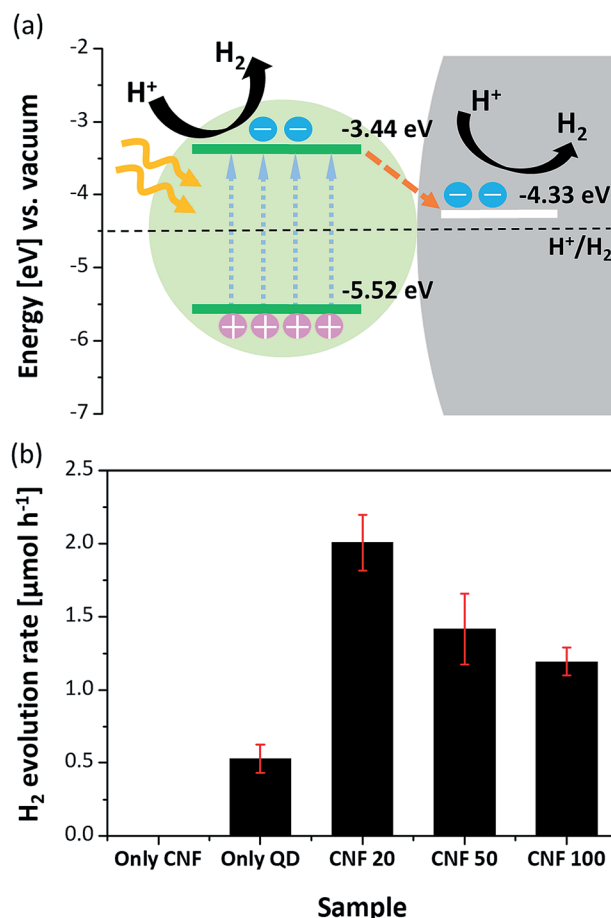 (a)
Energy [eV] vs. vacuum
-2
-3
-4
-5
-6
-7
H⁺
H₂
-3.44 eV
-5.52 eV
H⁺
H₂
-4.33 eV
H⁺/H₂
(b)
H₂ evolution rate [µmol h⁻¹]
2.5
2.0
1.5
1.0
0.5
0.0
Only CNF Only QD CNF 20 CNF 50 CNF 100
Sample